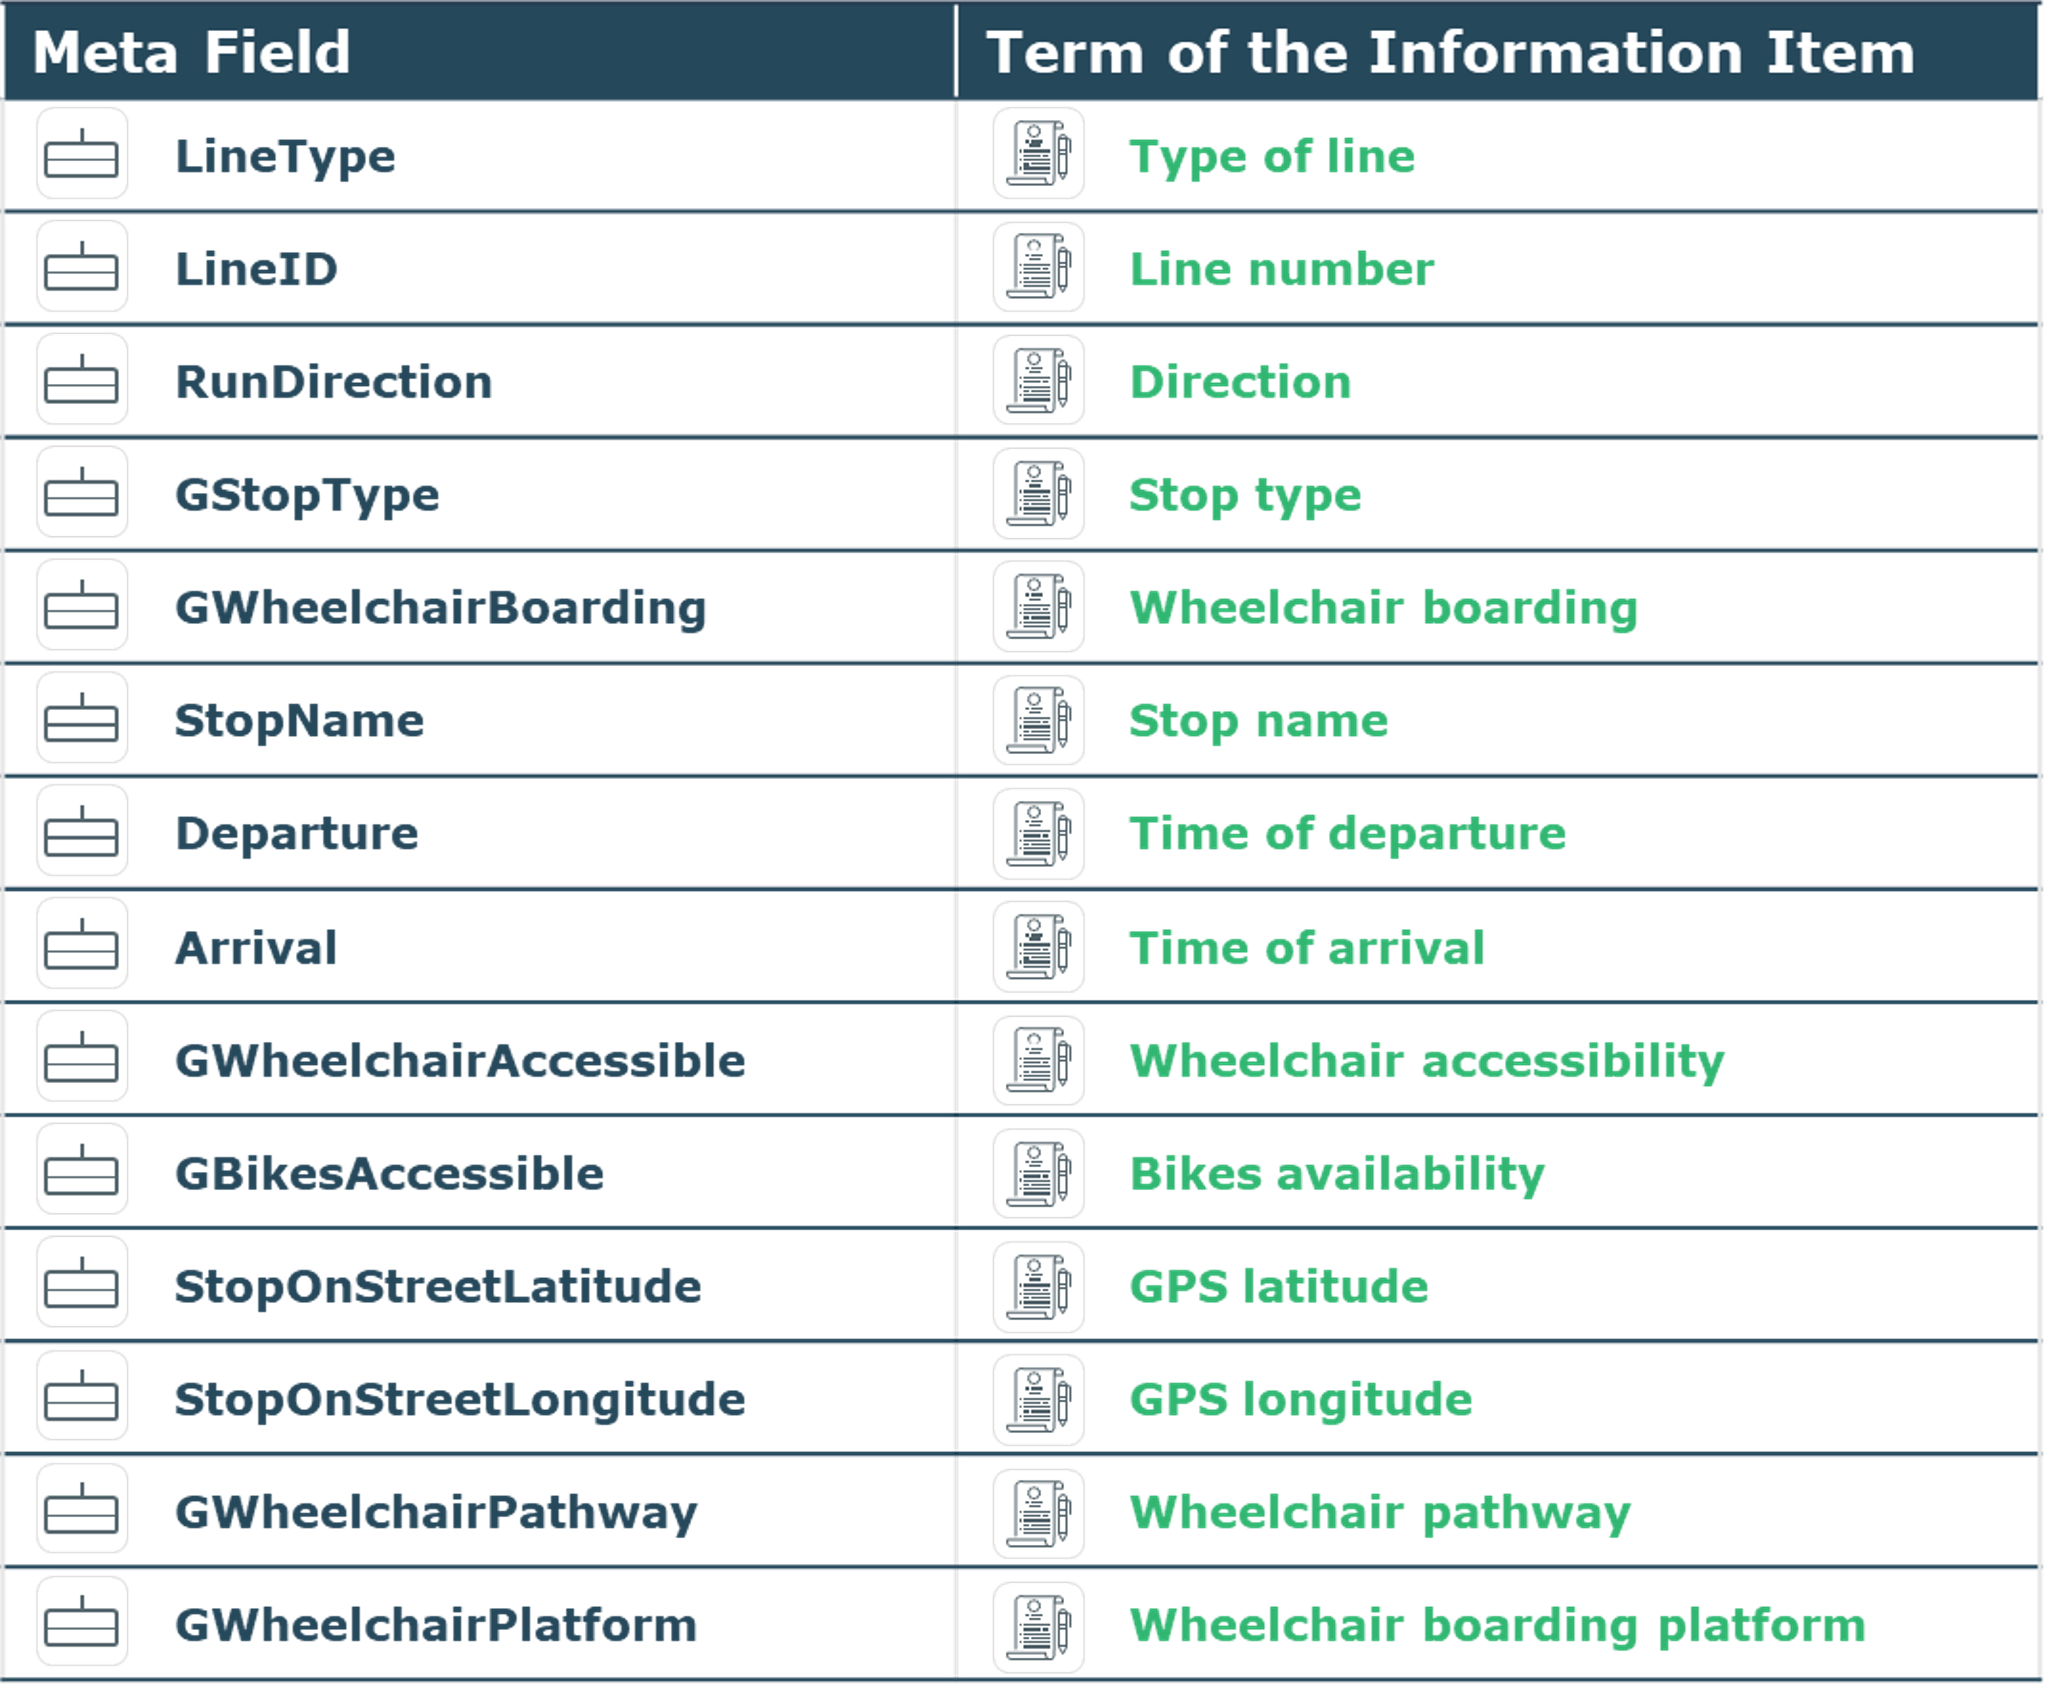 Meta Field Term of the Information Item
LineType Type of line
LineID Line number
RunDirection Direction
GStopType Stop type
GWheelchairBoarding Wheelchair boarding
StopName Stop name
Departure Time of departure
Arrival Time of arrival
GWheelchairAccessible Wheelchair accessibility
GBikesAccessible Bikes availability
StopOnStreetLatitude GPS latitude
StopOnStreetLongitude GPS longitude
GWheelchairPathway Wheelchair pathway
GWheelchairPlatform Wheelchair boarding platform